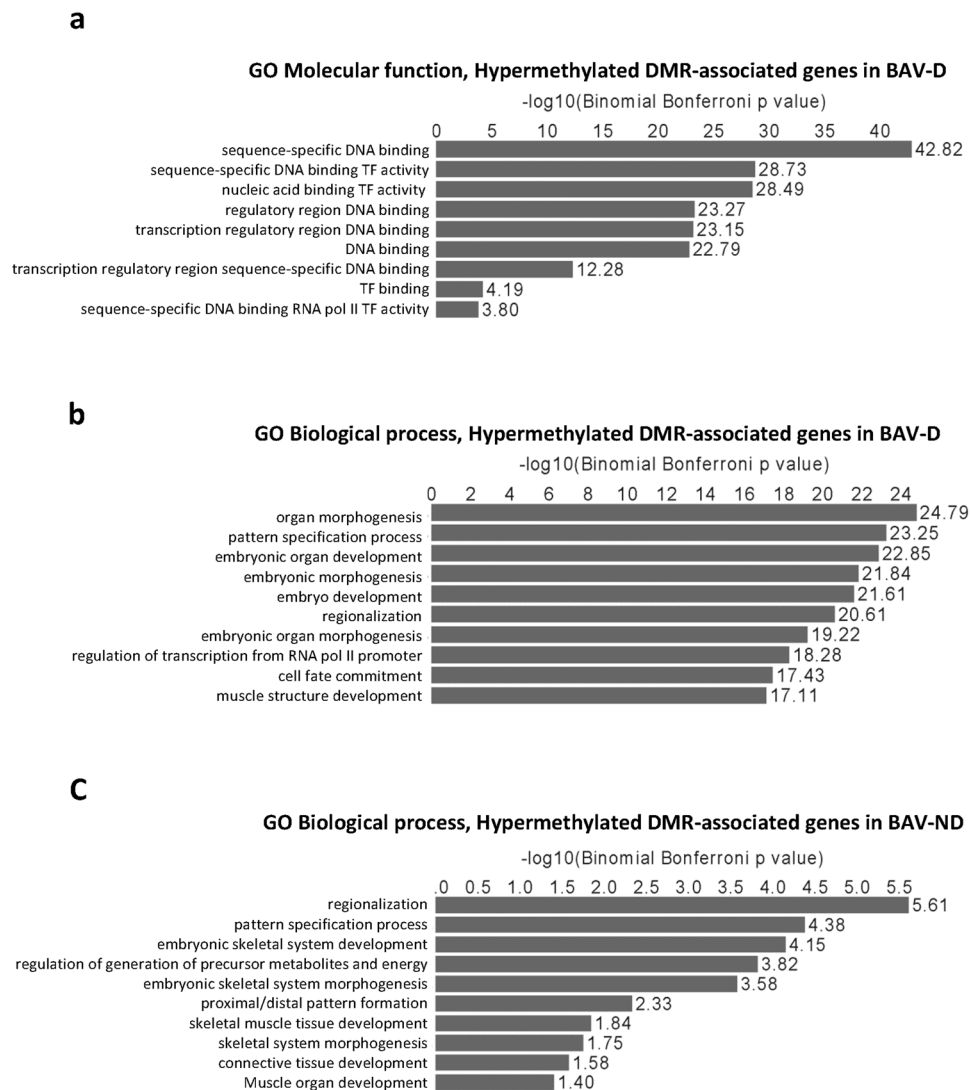 a
GO Molecular function, Hypermethylated DMR-associated genes in BAV-D
-log10(Binomial Bonferroni p value)
0 5 10 15 20 25 30 35 40
sequence-specific DNA binding 42.82
sequence-specific DNA binding TF activity 28.73
nucleic acid binding TF activity 28.49
regulatory region DNA binding 23.27
transcription regulatory region DNA binding 23.15
DNA binding 22.79
transcription regulatory region sequence-specific DNA binding 12.28
TF binding 4.19
sequence-specific DNA binding RNA pol II TF activity 3.80
b
GO Biological process, Hypermethylated DMR-associated genes in BAV-D
-log10(Binomial Bonferroni p value)
0 2 4 6 8 10 12 14 16 18 20 22 24
organ morphogenesis 24.79
pattern specification process 23.25
embryonic organ development 22.85
embryonic morphogenesis 21.84
embryo development 21.61
regionalization 20.61
embryonic organ morphogenesis 19.22
regulation of transcription from RNA pol II promoter 18.28
cell fate commitment 17.43
muscle structure development 17.11
C
GO Biological process, Hypermethylated DMR-associated genes in BAV-ND
-log10(Binomial Bonferroni p value)
.0 0.5 1.0 1.5 2.0 2.5 3.0 3.5 4.0 4.5 5.0 5.5
regionalization 5.61
pattern specification process 4.38
embryonic skeletal system development 4.15
regulation of generation of precursor metabolites and energy 3.82
embryonic skeletal system morphogenesis 3.58
proximal/distal pattern formation 2.33
skeletal muscle tissue development 1.84
skeletal system morphogenesis 1.75
connective tissue development 1.58
Muscle organ development 1.40